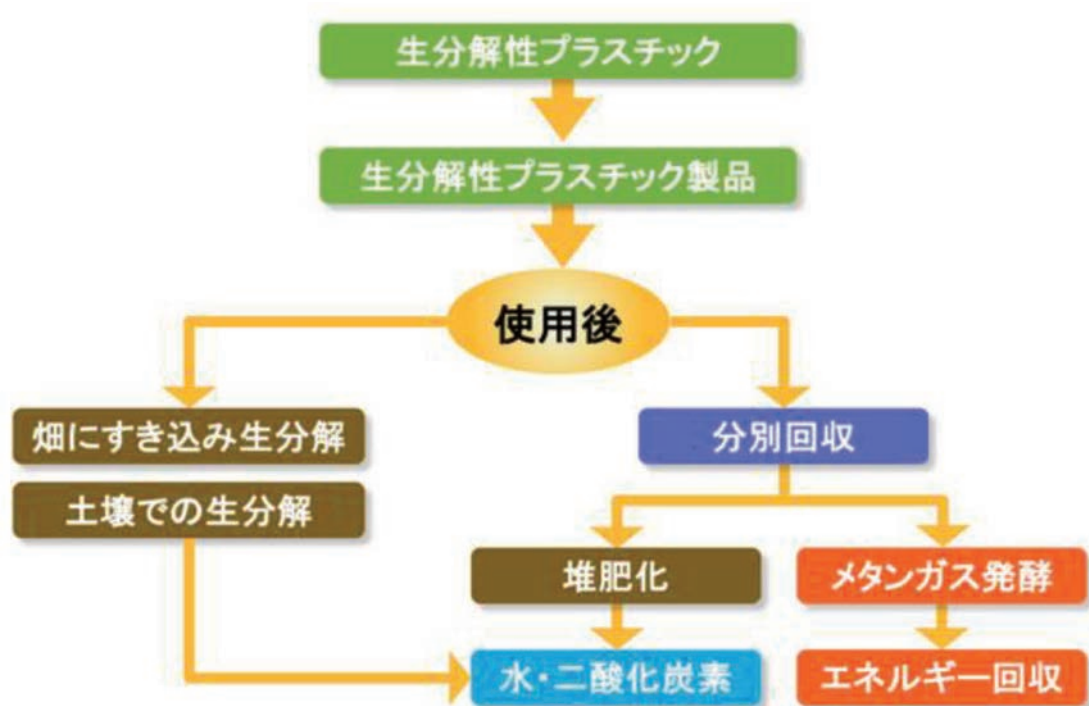 生分解性プラスチック
生分解性プラスチック製品
使用後
畑にすき込み生分解
土壌での生分解
分別回収
堆肥化
メタンガス発酵
水・二酸化炭素
エネルギー回収